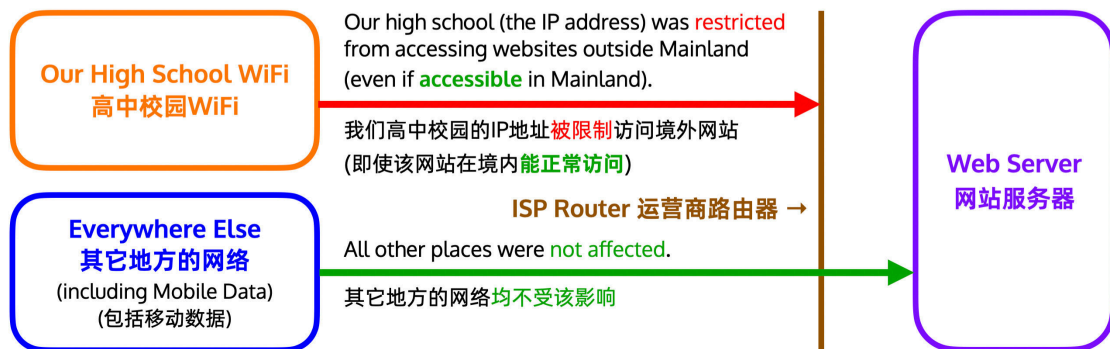 Our High School WiFi
高中校园WiFi
Our high school (the IP address) was restricted
from accessing websites outside Mainland
(even if accessible in Mainland).
我们高中校园的IP地址被限制访问境外网站
(即使该网站在境内能正常访问)
ISP Router 运营商路由器 →
Everywhere Else
其它地方的网络
(including Mobile Data)
(包括移动数据)
All other places were not affected.
其它地方的网络均不受该影响
Web Server
网站服务器